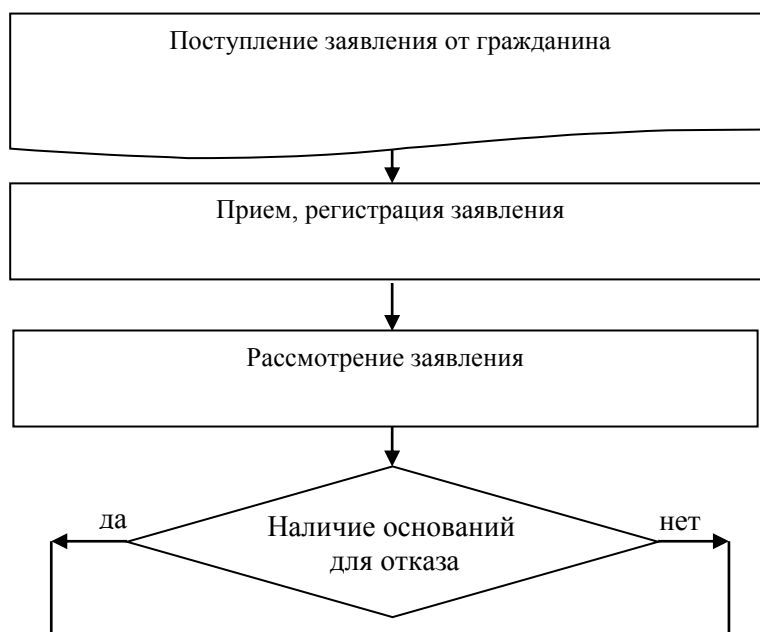 Поступление заявления от гражданина
Прием, регистрация заявления
Рассмотрение заявления
да
Наличие оснований
для отказа
нет